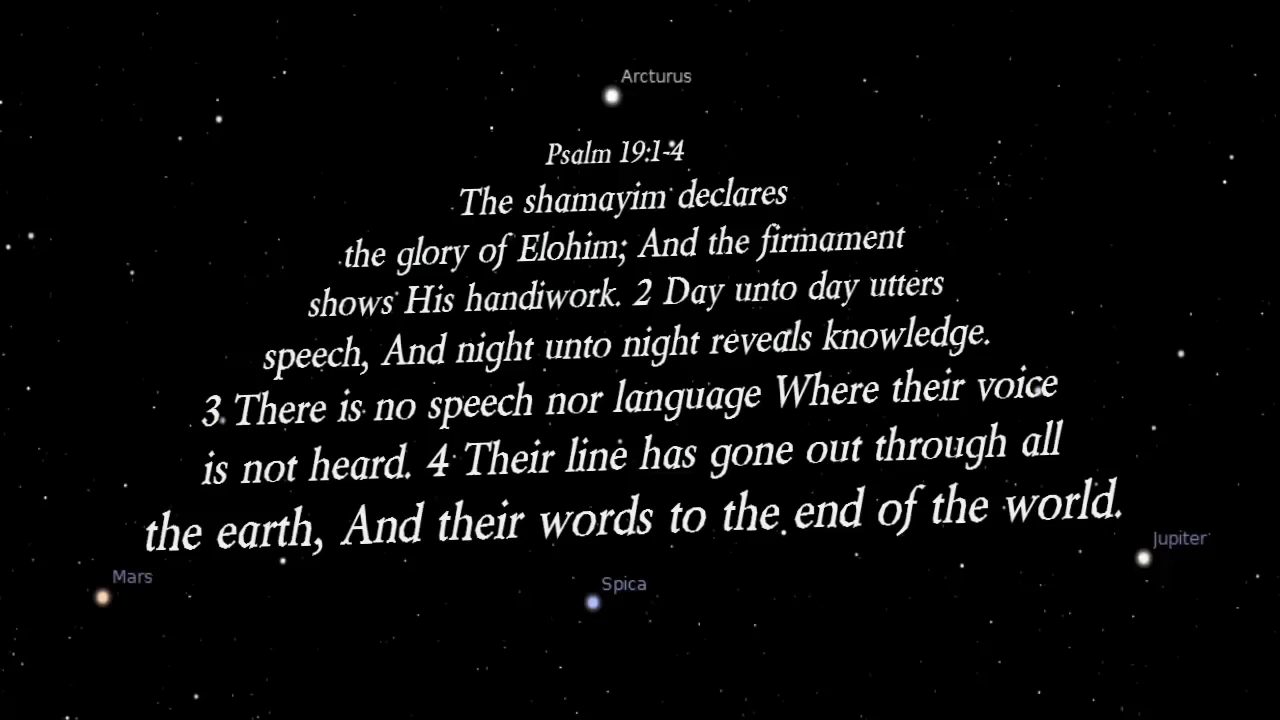 Arcturus
Psalm 19:1-4
The shamayim declares
the glory of Elohim; And the firmament
shows His handiwork. 2 Day unto day utters
speech, And night unto night reveals knowledge.
3 There is no speech nor language Where their voice
is not heard. 4 Their line has gone out through all
the earth, And their words to the end of the world.
Jupiter
Mars
Spica